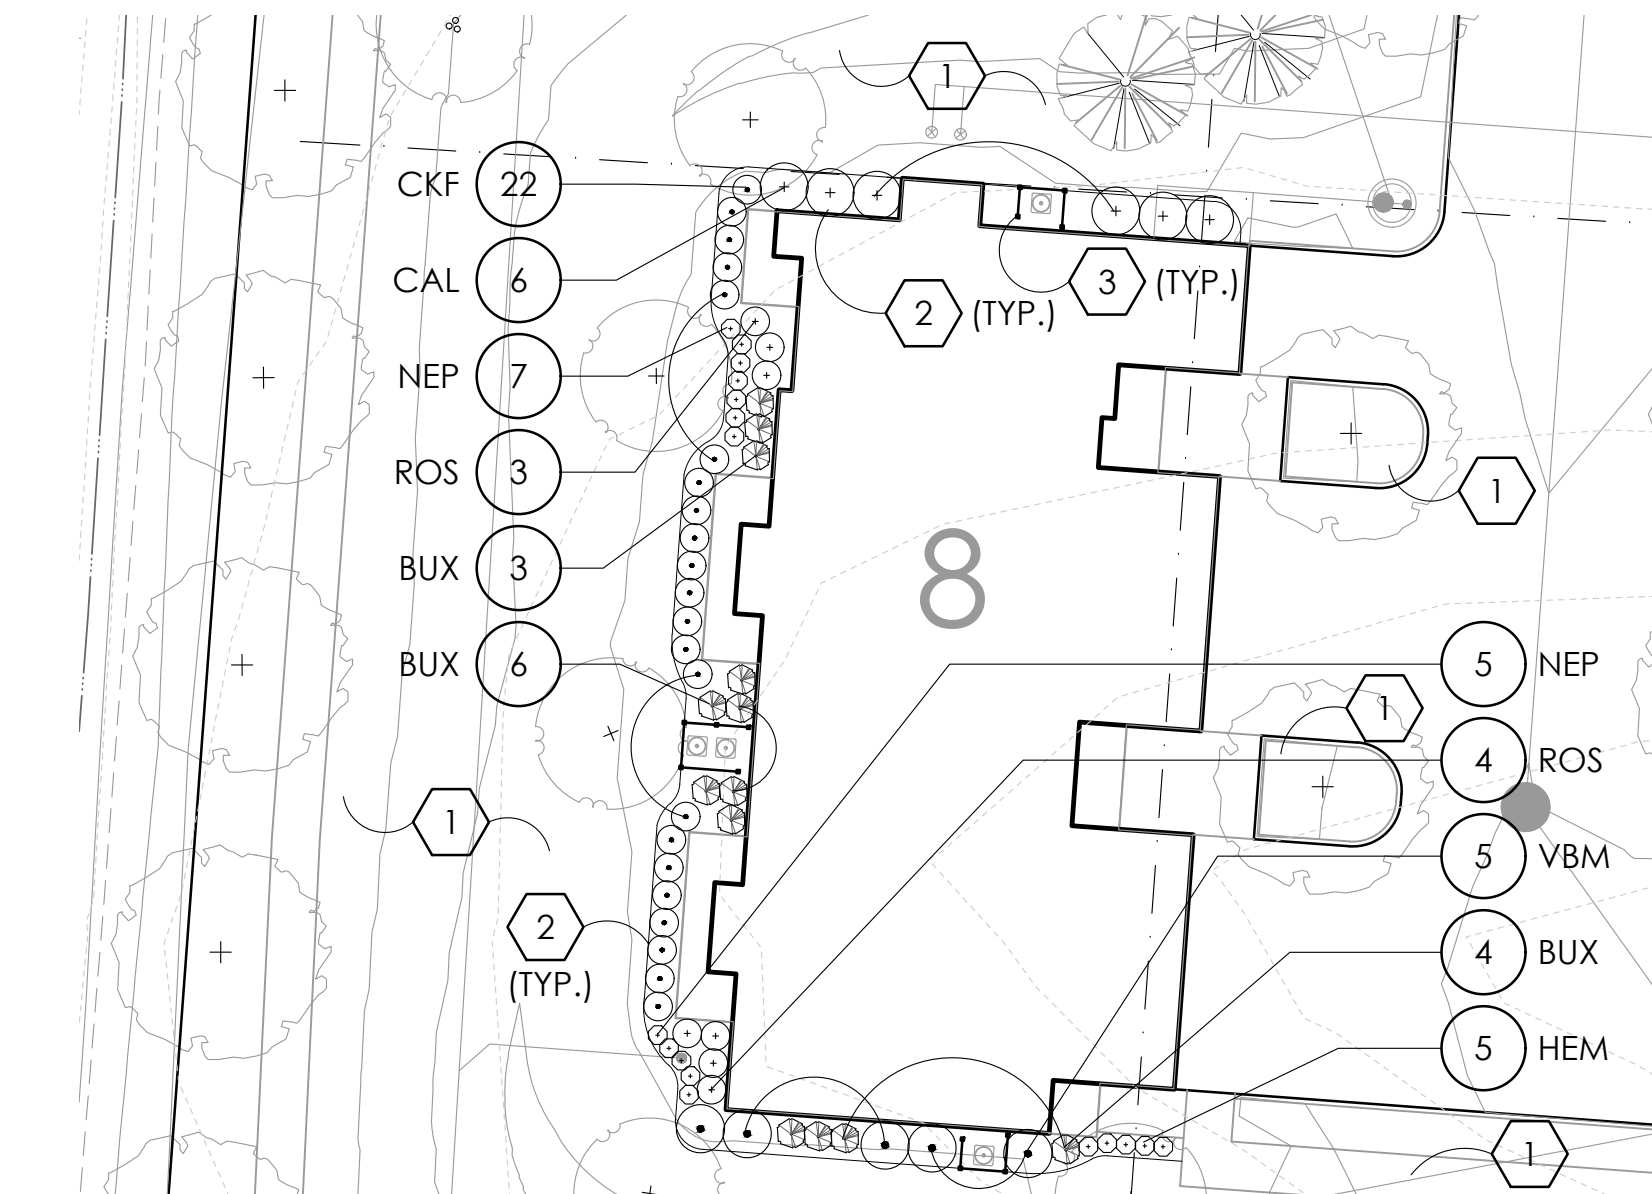 1
CKF 22
CAL 6
3 (TYP.)
2 (TYP.)
NEP 7
ROS 3
1
BUX 3
8
BUX 6
5 NEP
1
4 ROS
1
5 VBM
2
(TYP.)
4 BUX
5 HEM
1